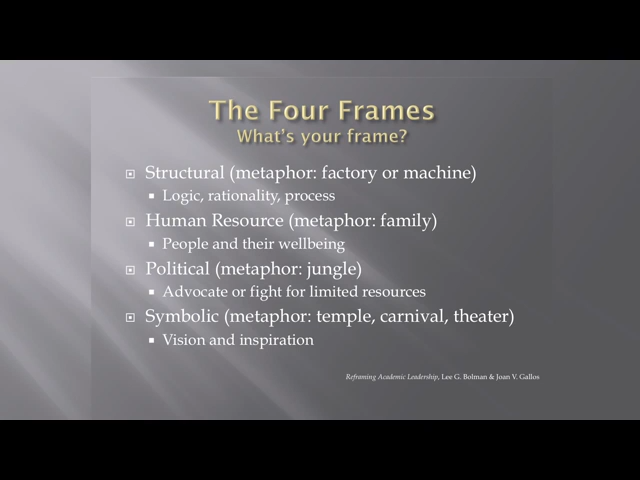 The Four Frames
What's your frame?
Structural (metaphor: factory or machine)
Logic, rationality, process
Human Resource (metaphor: family)
People and their wellbeing
Political (metaphor: jungle)
Advocate or fight for limited resources
Symbolic (metaphor: temple, carnival, theater)
Vision and inspiration
Reframing Academic Leadership, Lee G. Bolman & Joan V. Gallos